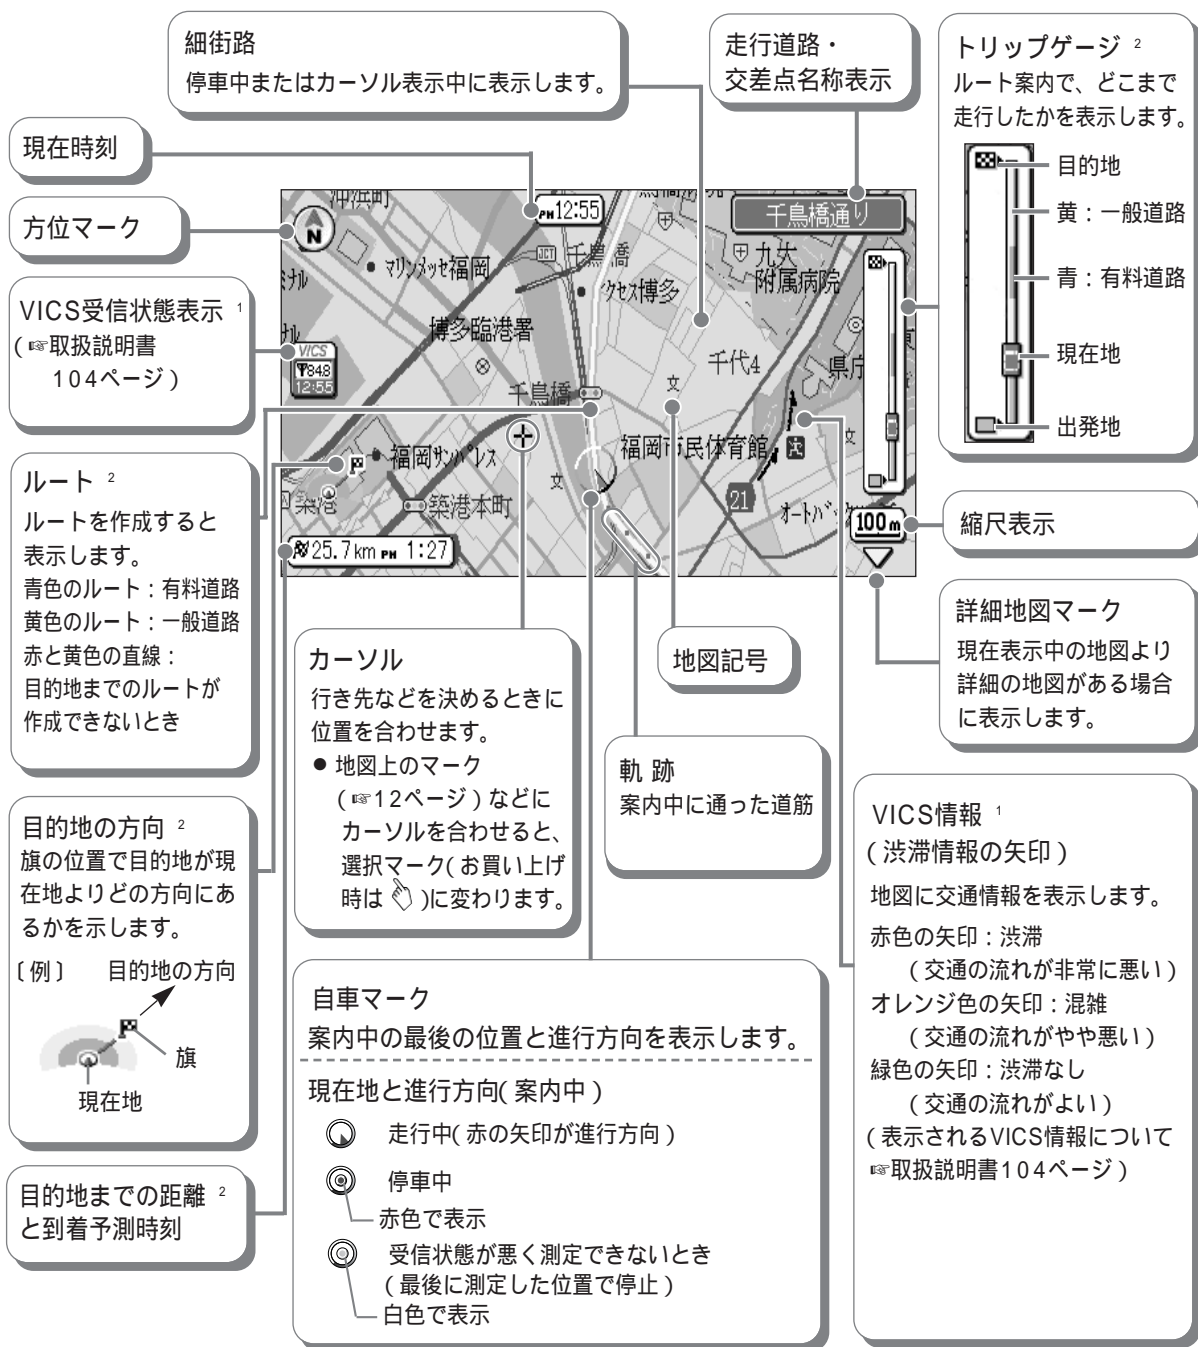 細街路
停車中またはカーソル表示中に表示します。
走行道路・
交差点名称表示
トリップゲージ 2
ルート案内で、どこまで
走行したかを表示します。
目的地
黄：一般道路
青：有料道路
現在地
出発地
現在時刻
方位マーク
VICS受信状態表示 1
(☞取扱説明書
104ページ)
ルート 2
ルートを作成すると
表示します。
青色のルート：有料道路
黄色のルート：一般道路
赤と黄色の直線：
目的地までのルートが
作成できないとき
目的地の方向 2
旗の位置で目的地が現
在地よりどの方向にあ
るかを示します。
〔例〕 目的地の方向
旗
現在地
目的地までの距離 2
と到着予測時刻
沖浜町
PM12:55
千鳥橋通り
N
マリンメッセ福岡
JCT 千鳥橋
九大
附属病院
クセス博多
ミナル
博多臨港署
VICS
848
12:55
千代4
県庁
千鳥橋
文
福岡市民体育館
文
福岡サンパレス
文
築港
築港本町
21
オートバックス
100m
25.7km PM 1:27
縮尺表示
詳細地図マーク
現在表示中の地図より
詳細の地図がある場合
に表示します。
カーソル
行き先などを決めるときに
位置を合わせます。
● 地図上のマーク
(☞12ページ)などに
カーソルを合わせると、
選択マーク(お買い上げ
時は )に変わります。
地図記号
軌 跡
案内中に通った道筋
VICS情報 1
(渋滞情報の矢印)
地図に交通情報を表示します。
赤色の矢印：渋滞
(交通の流れが非常に悪い)
オレンジ色の矢印：混雑
(交通の流れがやや悪い)
緑色の矢印：渋滞なし
(交通の流れがよい)
(表示されるVICS情報について
☞取扱説明書104ページ)
自車マーク
案内中の最後の位置と進行方向を表示します。
現在地と進行方向(案内中)
走行中(赤の矢印が進行方向)
停車中
赤色で表示
受信状態が悪く測定できないとき
(最後に測定した位置で停止)
白色で表示